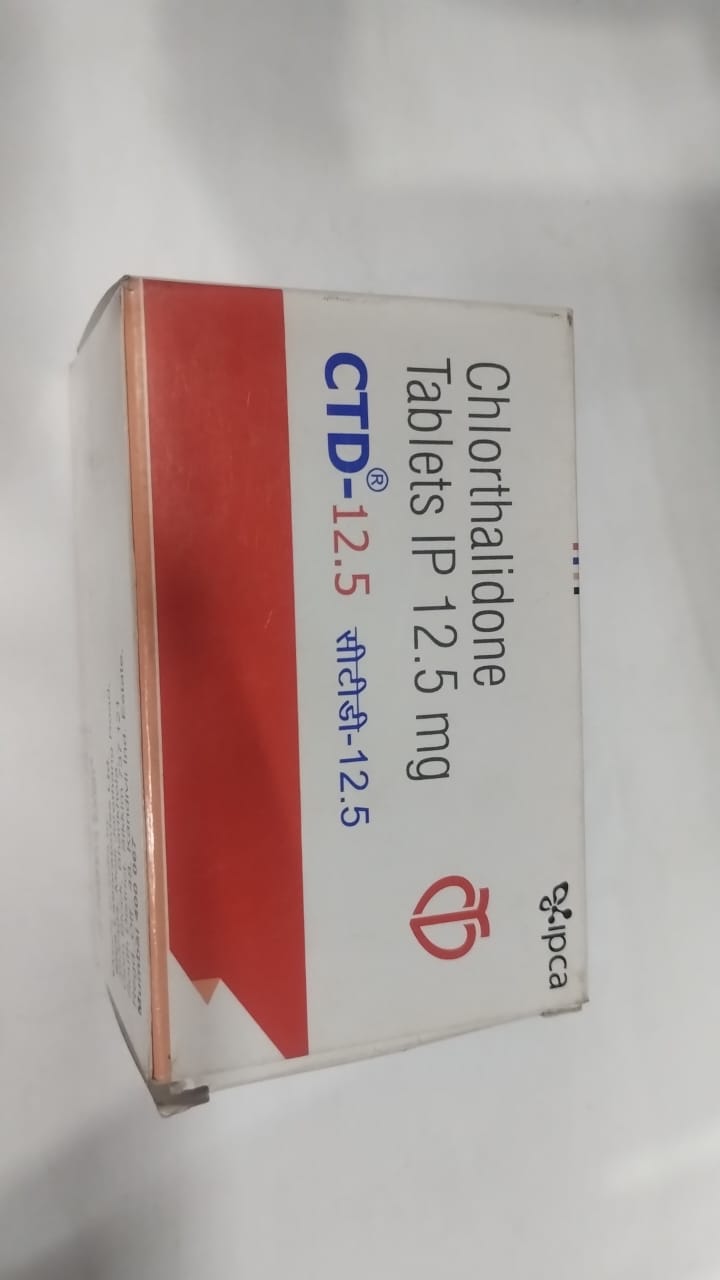 ipca
Chlorthalidone
Tablets IP 12.5 mg
CTD®-12.5 सीटीडी-12.5